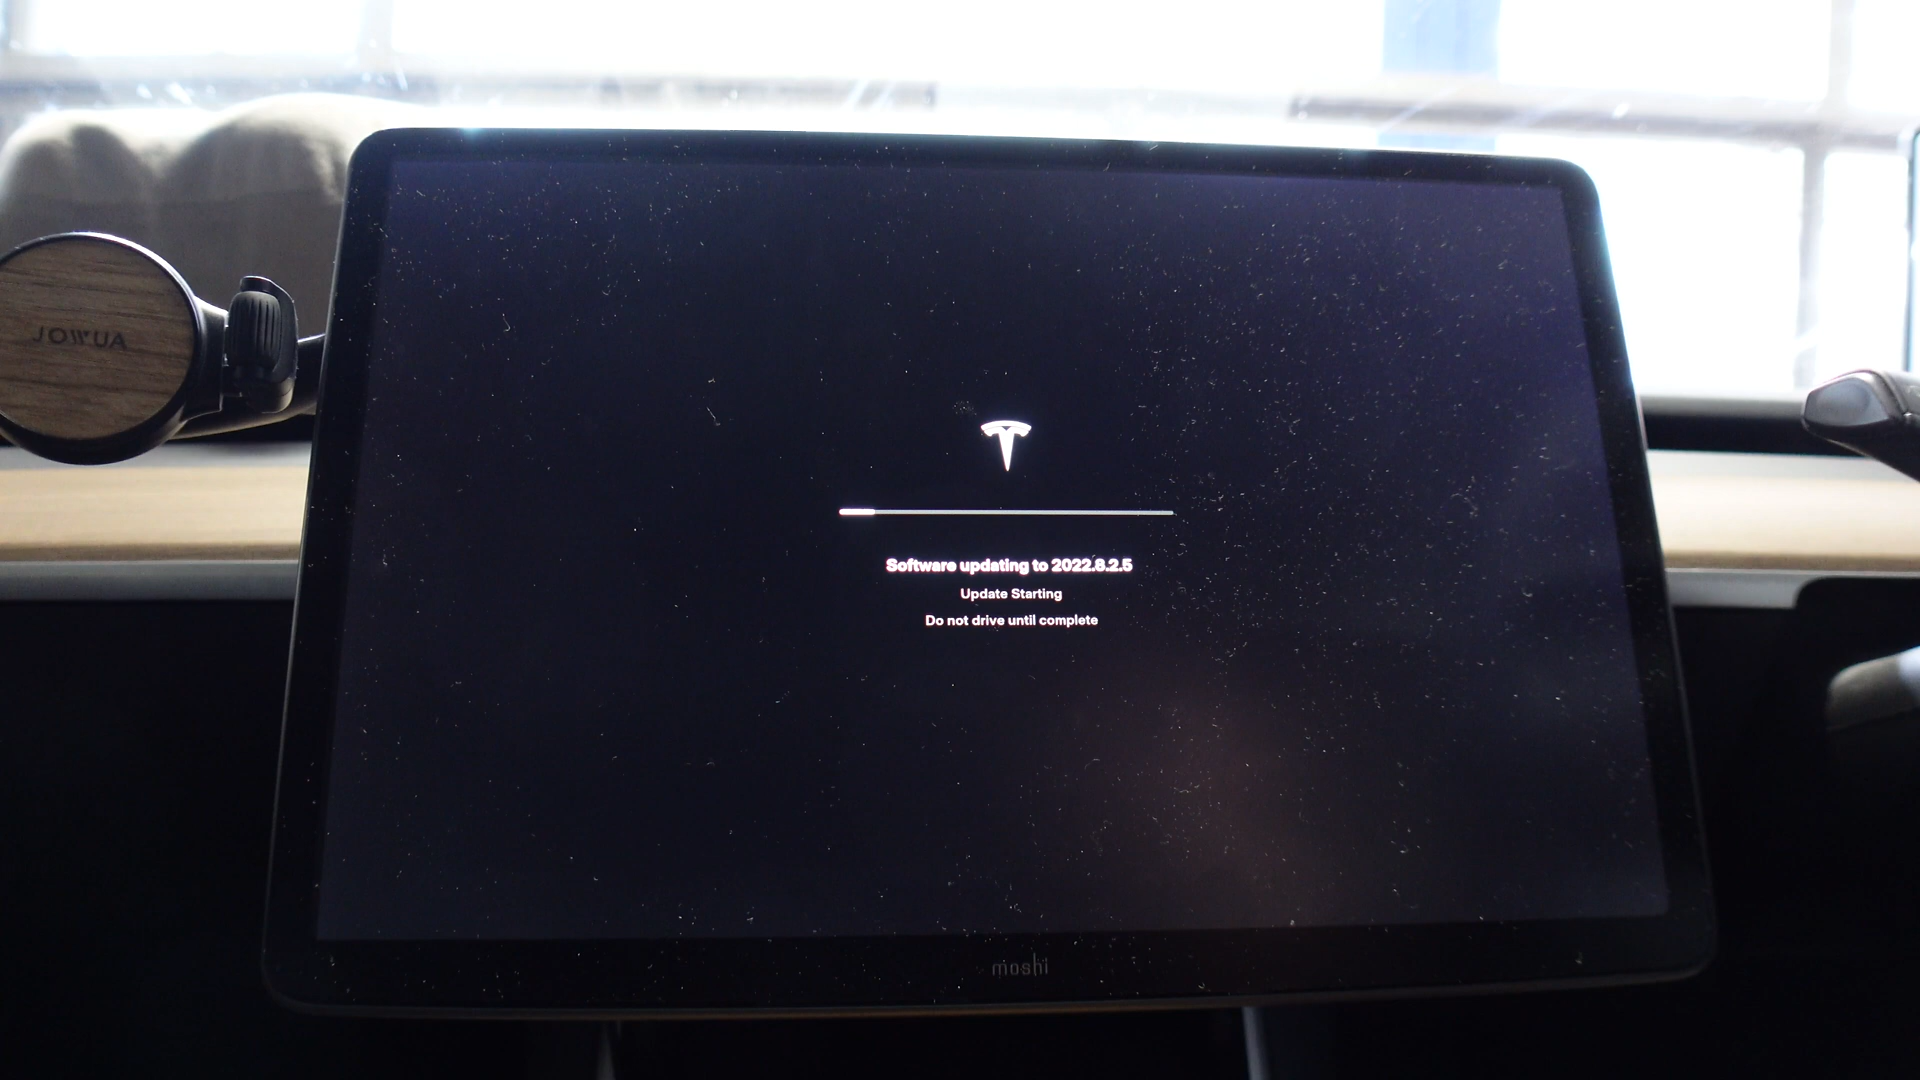 JOWUA
Software updating to 2022.8.2.5
Update Starting
Do not drive until complete
moshi